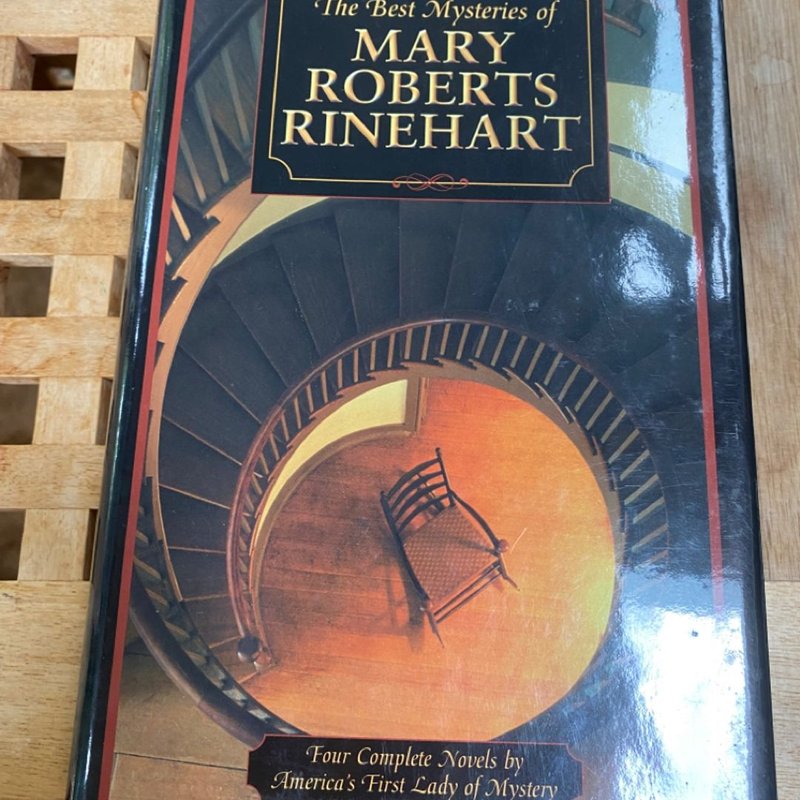 The Best Mysteries of
MARY
ROBERTS
RINEHART
Four Complete Novels by
America's First Lady of Mystery